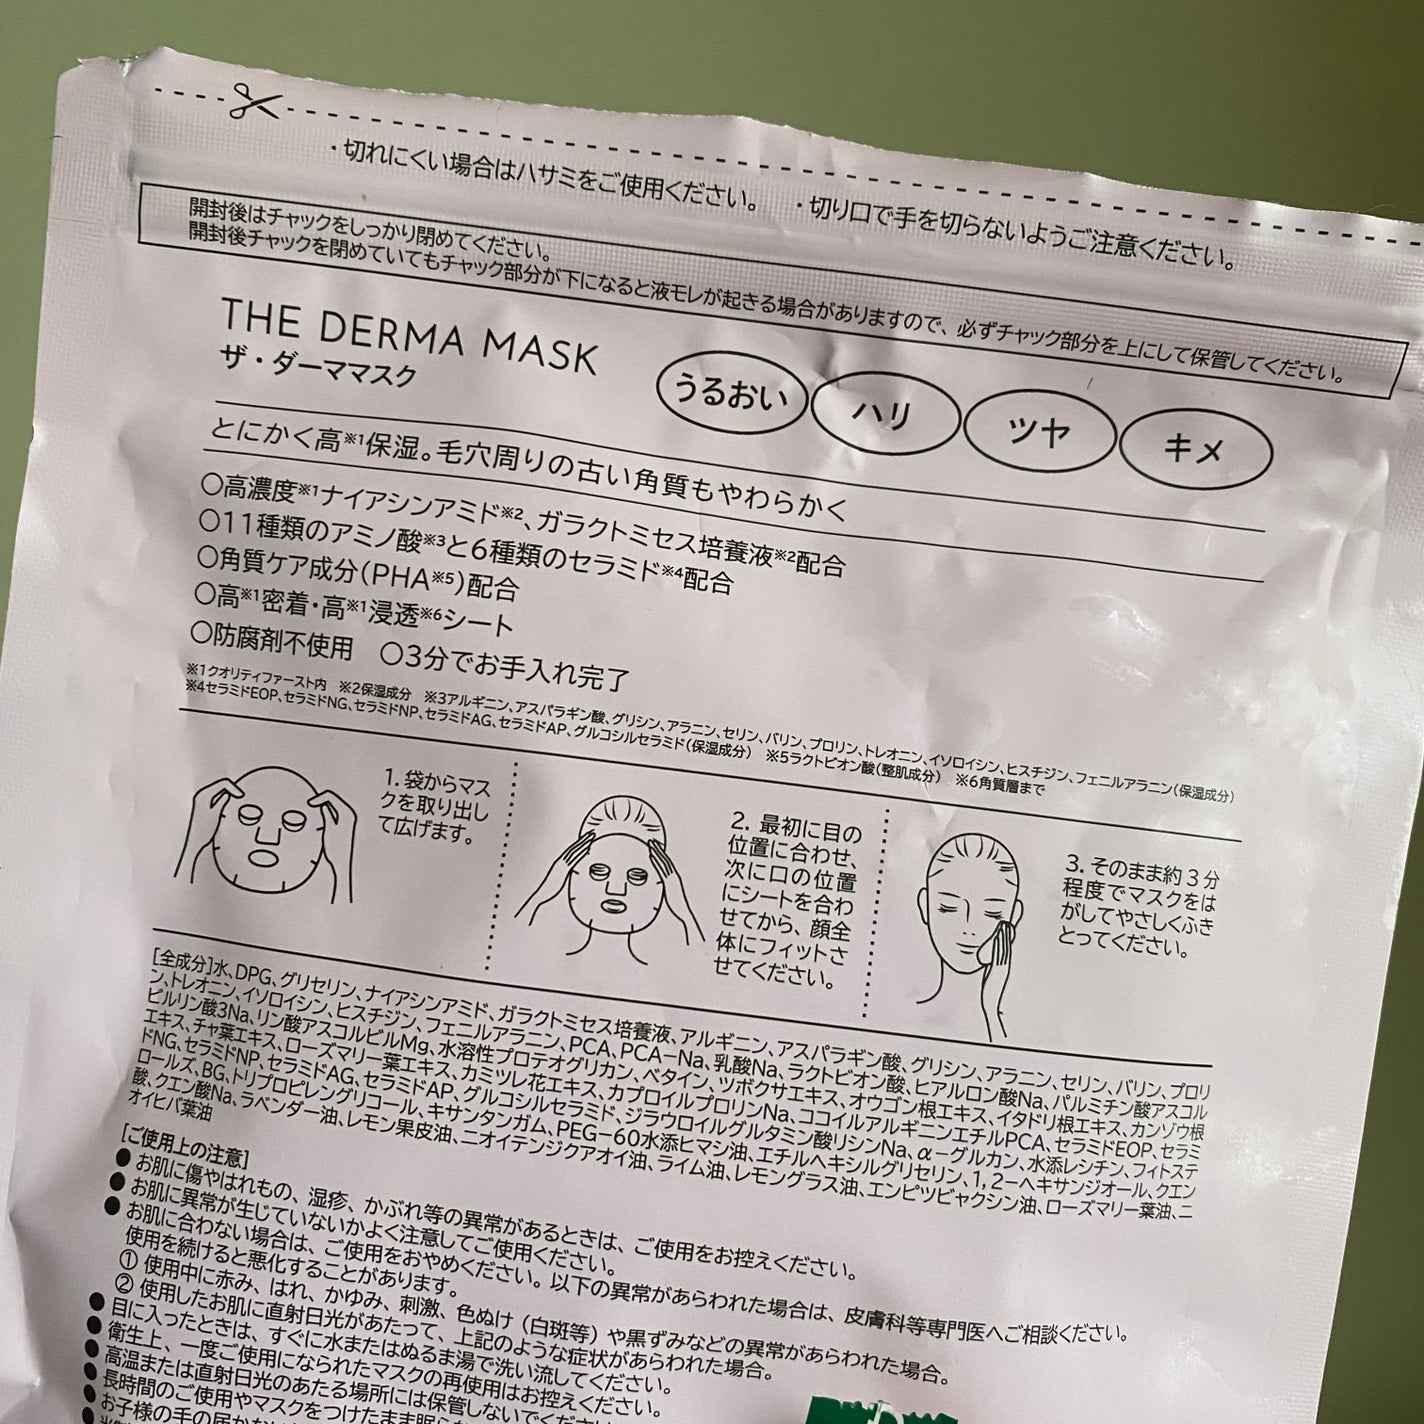 ・切れにくい場合はハサミをご使用ください。 ・切り口で手を切らないようご注意ください。
開封後はチャックをしっかり閉めてください。
開封後チャックを閉めていてもチャック部分が下になると液モレが起きる場合がありますので、必ずチャック部分を上にして保管してください。
THE DERMA MASK
ザ・ダーママスク
うるおい ハリ ツヤ キメ
とにかく高※1保湿。毛穴周りの古い角質もやわらかく
○高濃度※1ナイアシンアミド※2、ガラクトミセス培養液※2配合
○11種類のアミノ酸※3と6種類のセラミド※4配合
○角質ケア成分(PHA※5)配合
○高※1密着・高※1浸透※6シート
○防腐剤不使用 ○3分でお手入れ完了
※1クオリティファースト内 ※2保湿成分 ※3アルギニン、アスパラギン酸、グリシン、アラニン、セリン、バリン、プロリン、トレオニン、イソロイシン、ヒスチジン、フェニルアラニン(保湿成分)
※4セラミドEOP、セラミドNG、セラミドNP、セラミドAG、セラミドAP、グルコシルセラミド(保湿成分) ※5ラクトビオン酸(整肌成分) ※6角質層まで
1. 袋からマス
クを取り出し
て広げます。
2. 最初に目の
位置に合わせ、
次に口の位置
にシートを合わ
せてから、顔全
体にフィットさ
せてください。
3. そのまま約3分
程度でマスクをは
がしてやさしくふき
とってください。
[全成分]水、DPG、グリセリン、ナイアシンアミド、ガラクトミセス培養液、アルギニン、アスパラギン酸、グリシン、アラニン、セリン、バリン、プロリ
ン、トレオニン、イソロイシン、ヒスチジン、フェニルアラニン、PCA、PCA-Na、乳酸Na、ラクトビオン酸、ヒアルロン酸Na、パルミチン酸アスコル
ビルリン酸3Na、リン酸アスコルビルMg、水溶性プロテオグリカン、ベタイン、ツボクサエキス、オウゴン根エキス、イタドリ根エキス、カンゾウ根
エキス、チャ葉エキス、ローズマリー葉エキス、カミツレ花エキス、カプロイルプロリンNa、ココイルアルギニンエチルPCA、セラミドEOP、セラミ
ドNG、セラミドNP、セラミドAG、セラミドAP、グルコシルセラミド、ジラウロイルグルタミン酸リシンNa、α-グルカン、水添レシチン、フィトステ
ロールズ、BG、トリプロピレングリコール、キサンタンガム、PEG-60水添ヒマシ油、エチルヘキシルグリセリン、1,2-ヘキサンジオール、クエン
酸、クエン酸Na、ラベンダー油、レモン果皮油、ニオイテンジクアオイ油、ライム油、レモングラス油、エンピツビャクシン油、ローズマリー葉油、ニ
オイヒバ葉油
[ご使用上の注意]
●お肌に傷やはれもの、湿疹、かぶれ等の異常があるときは、ご使用をお控えください。
●お肌に異常が生じていないかよく注意してご使用ください。
●お肌に合わない場合は、ご使用をおやめください。以下の異常があらわれた場合は、皮膚科等専門医へご相談ください。
使用を続けると悪化することがあります。
① 使用中に赤み、はれ、かゆみ、刺激、色ぬけ（白斑等）や黒ずみなどの異常があらわれた場合。
② 使用したお肌に直射日光があたって、上記のような症状があらわれた場合。
●目に入ったときは、すぐに水またはぬるま湯で洗い流してください。
●衛生上、一度ご使用になられたマスクの再使用はお控えください。
●高温または直射日光のあたる場所には保管しないでください
●長時間のご使用やマスクをつけたまま眠ら
●お子様の手の届か